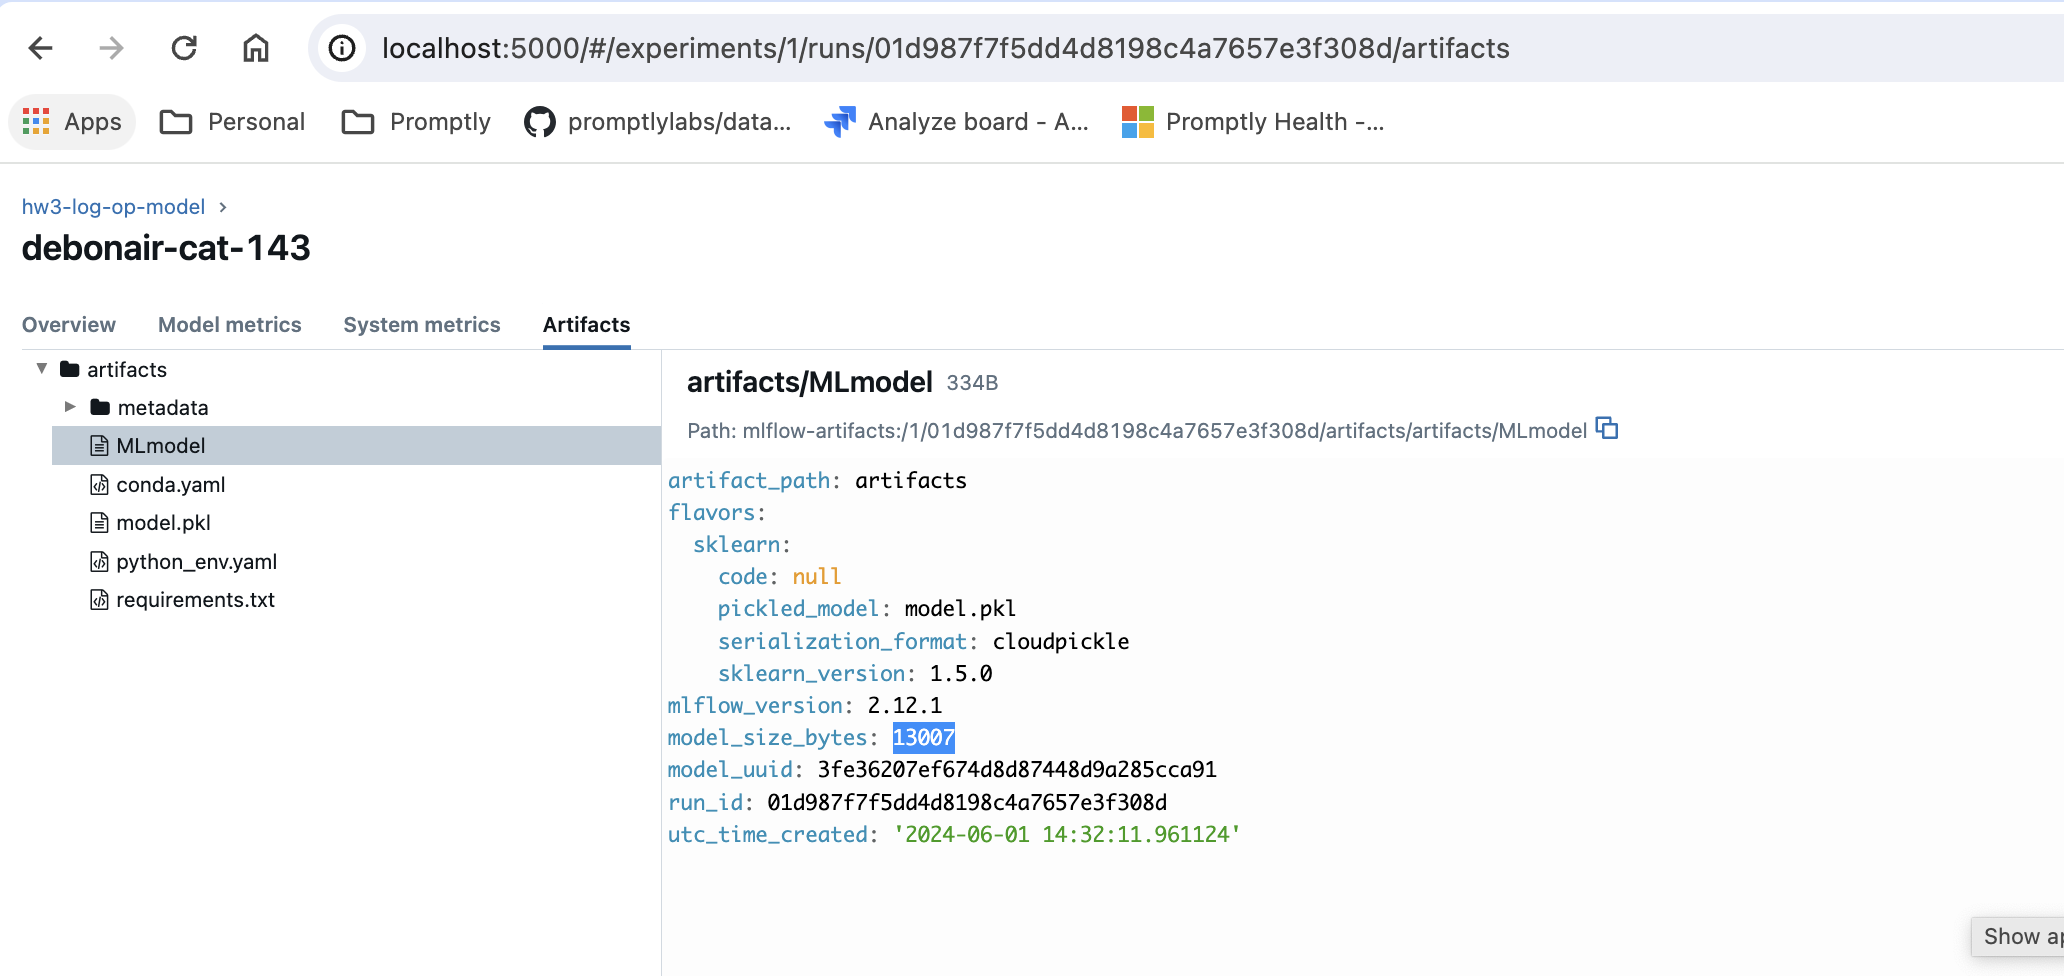 localhost:5000/#/experiments/1/runs/01d987f7f5dd4d8198c4a7657e3f308d/artifacts
Apps Personal Promptly promptlylabs/data... Analyze board - A... Promptly Health -...
hw3-log-op-model >
debonair-cat-143
Overview Model metrics System metrics Artifacts
artifacts
metadata
MLmodel
conda.yaml
model.pkl
python_env.yaml
requirements.txt
artifacts/MLmodel 334B
Path: mlflow-artifacts:/1/01d987f7f5dd4d8198c4a7657e3f308d/artifacts/artifacts/MLmodel
artifact_path: artifacts
flavors:
sklearn:
code: null
pickled_model: model.pkl
serialization_format: cloudpickle
sklearn_version: 1.5.0
mlflow_version: 2.12.1
model_size_bytes: 13007
model_uuid: 3fe36207ef674d8d87448d9a285cca91
run_id: 01d987f7f5dd4d8198c4a7657e3f308d
utc_time_created: '2024-06-01 14:32:11.961124'
Show ap